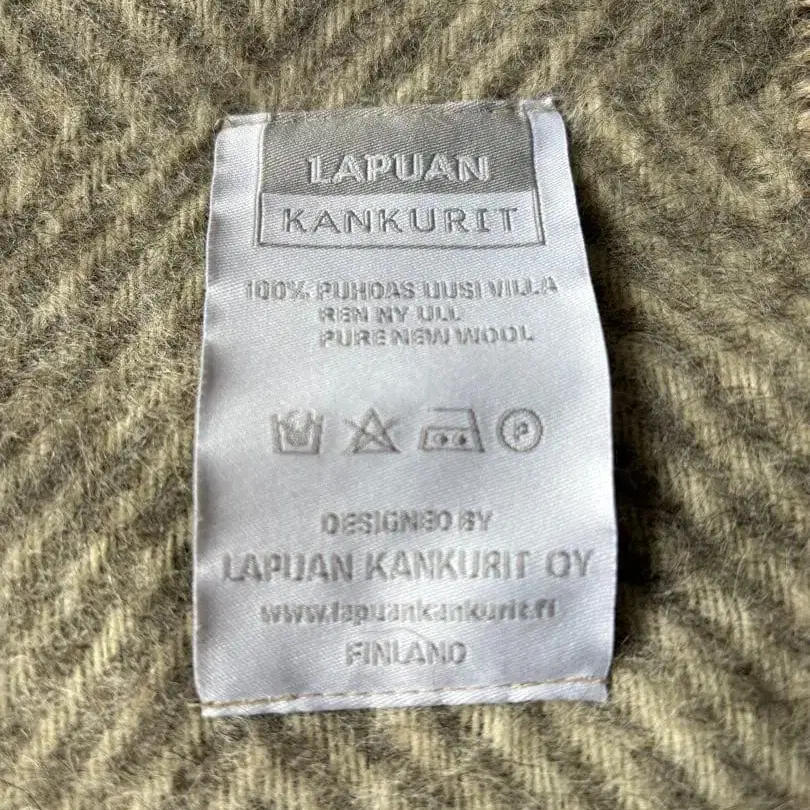 LAPUAN
KANKURIT
100% PUHDAS UUSI VILLA
REN NY ULL
PURE NEW WOOL
P
DESIGNED BY
LAPUAN KANKURIT OY
www.lapuankankurit.fi
FINLAND